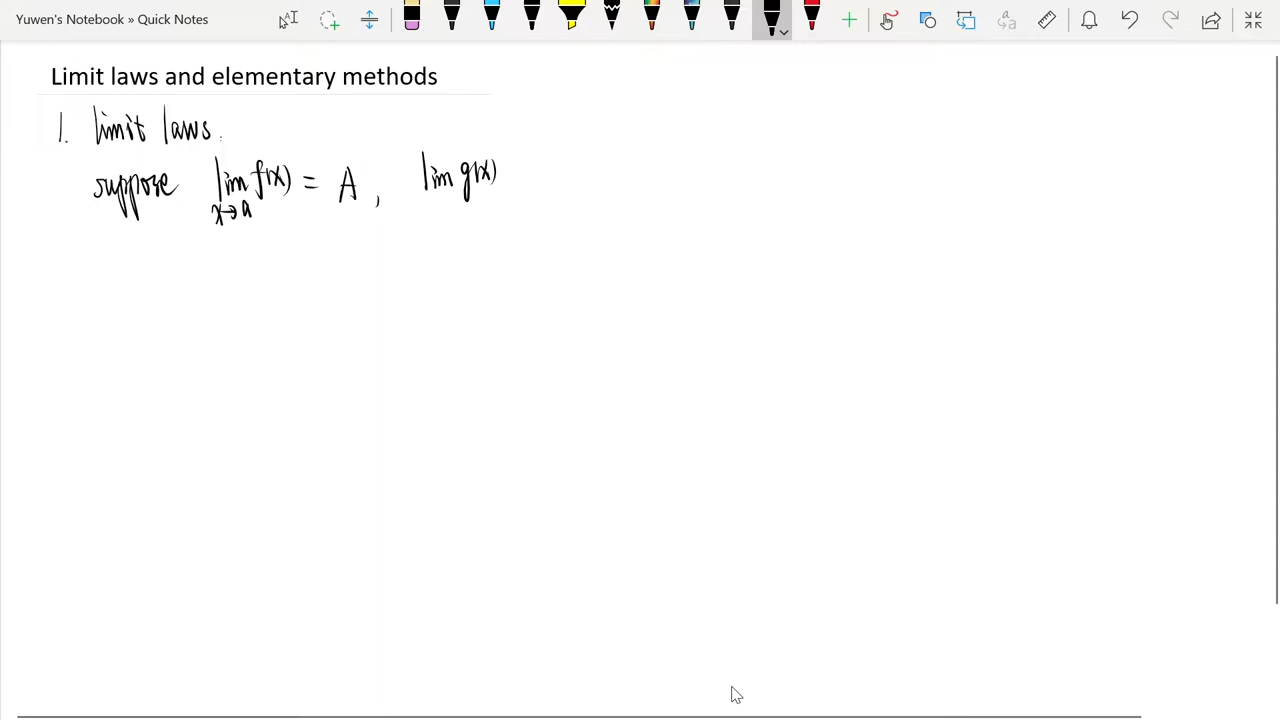 Yuwen's Notebook » Quick Notes
Limit laws and elementary methods
1. limit laws.
suppose lim f(x) = A, lim g(x)
x→a